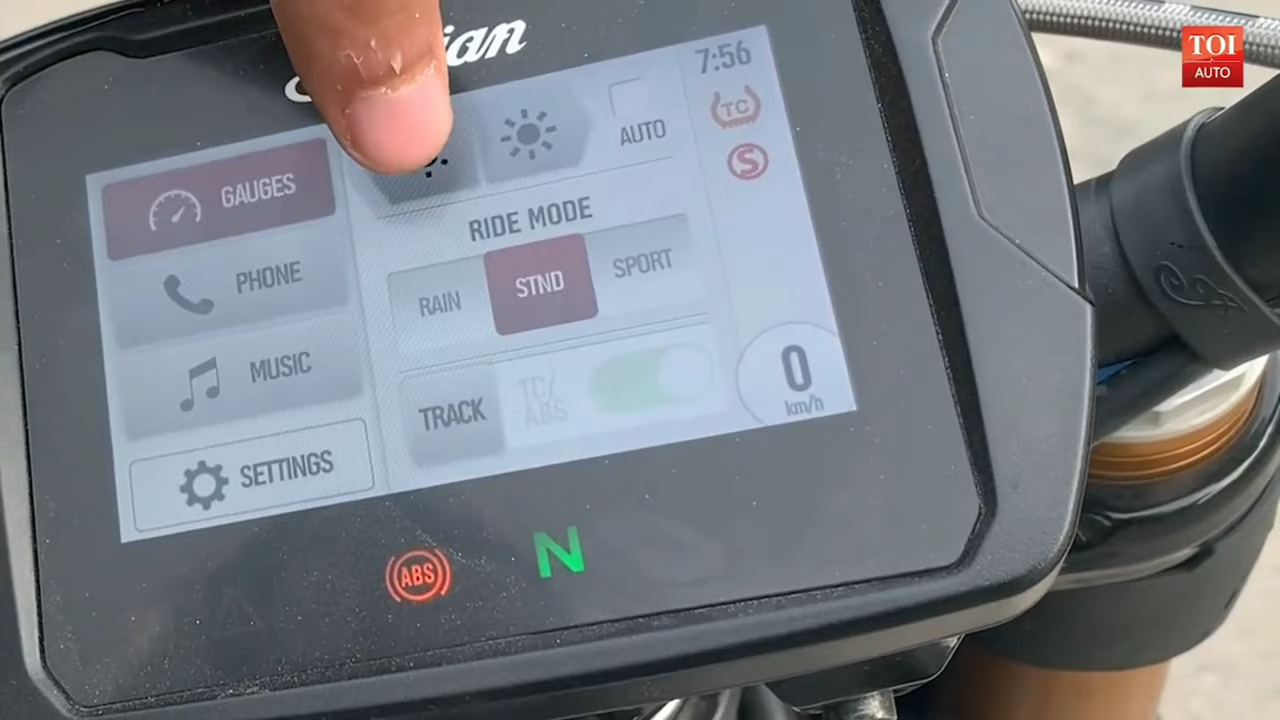 ian
TOI
AUTO
7:56
TC
AUTO
S
GAUGES
RIDE MODE
PHONE
RAIN
STND
SPORT
MUSIC
TRACK
TC/
ABS
0
km/h
SETTINGS
ABS
N